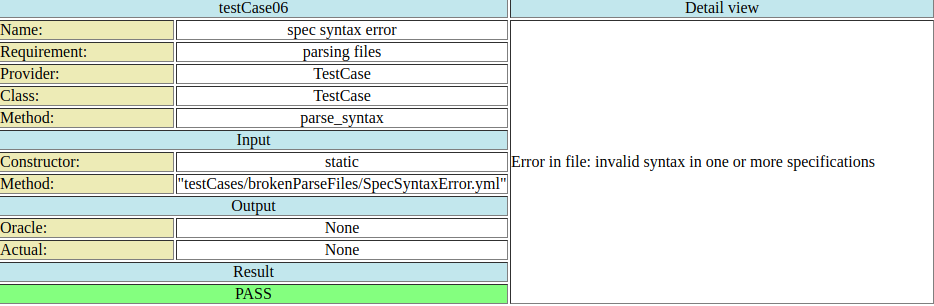 testCase06
Name: spec syntax error
Requirement: parsing files
Provider: TestCase
Class: TestCase
Method: parse_syntax
Input
Constructor: static
Method: "testCases/brokenParseFiles/SpecSyntaxError.yml"
Output
Oracle: None
Actual: None
Result
PASS
Detail view
Error in file: invalid syntax in one or more specifications